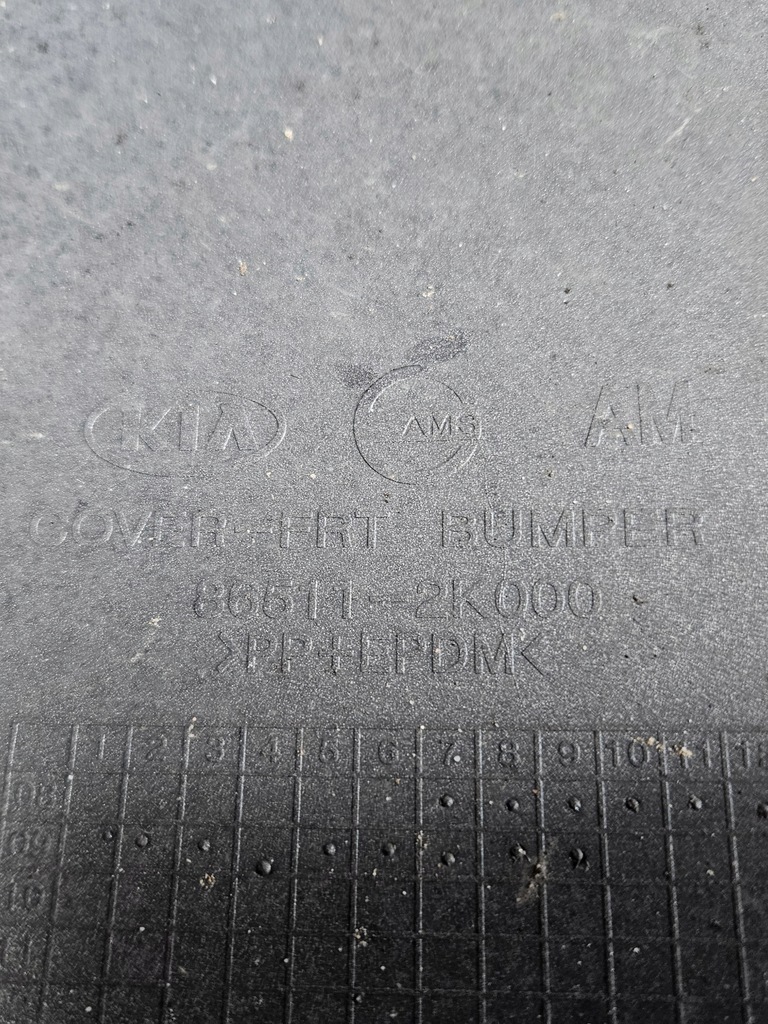 KIA AMS AM
COVER-FRT BUMPER
86511-2K000
>PP+EPDM<
1 2 3 4 5 6 7 8 9 10 11
08
09
10
11